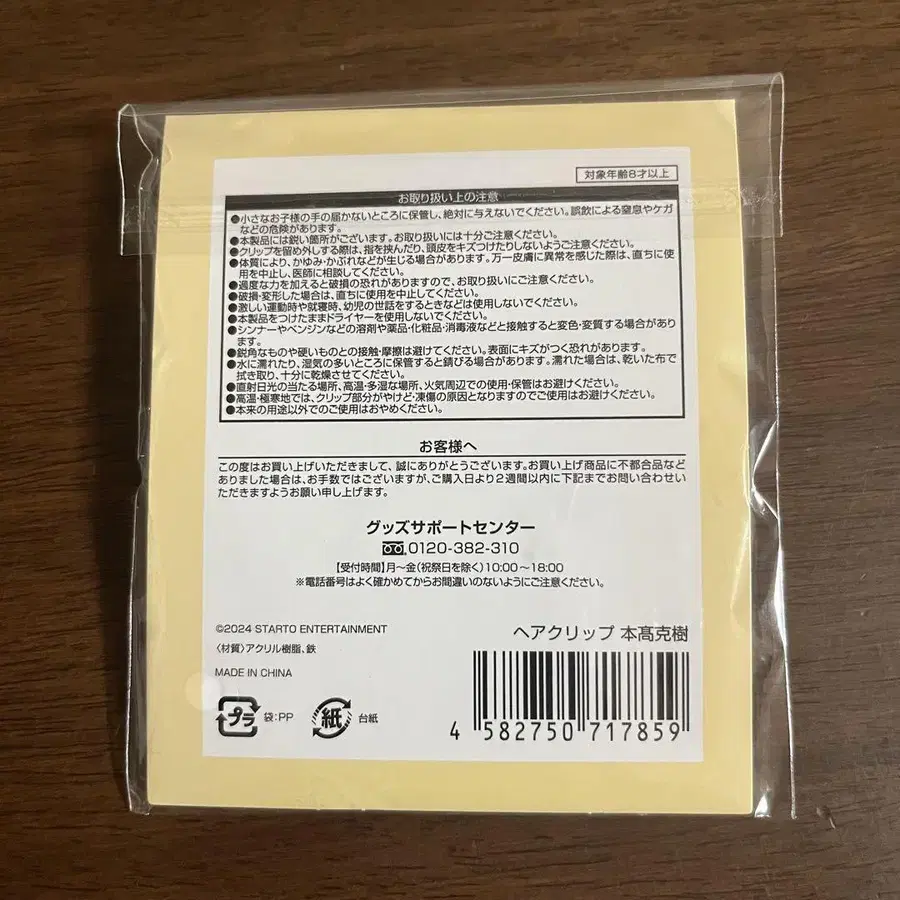 対象年齢8才以上
お取り扱い上の注意
●小さなお子様の手の届かないところに保管し、絶対に与えないでください。誤飲による窒息やケガ
などの危険があります。
●本製品には鋭い箇所がございます。お取り扱いには十分ご注意ください。
●クリップを留め外しする際は、指を挟んだり、頭皮をキズつけたりしないようご注意ください。
●体質により、かゆみ・かぶれなどが生じる場合があります。万一皮膚に異常を感じた際は、直ちに使
用を中止し、医師に相談してください。
●過度な力を加えると破損の恐れがありますので、お取り扱いにご注意ください。
●破損・変形した場合は、直ちに使用を中止してください。
●激しい運動時や就寝時、幼児の世話をするときなどは使用しないでください。
●本製品をつけたままドライヤーを使用しないでください。
●シンナーやベンジンなどの溶剤や薬品・化粧品・消毒液などと接触すると変色・変質する場合があり
ます。
●鋭角なものや硬いものとの接触・摩擦は避けてください。表面にキズがつく恐れがあります。
●水に濡れたり、湿気の多いところに保管すると錆びる場合があります。濡れた場合は、乾いた布で
拭き取り、十分に乾燥させてください。
●直射日光の当たる場所、高温・多湿な場所、火気周辺での使用・保管はお避けください。
●高温・極寒地では、クリップ部分がやけど・凍傷の原因となりますのでご使用はお避けください。
●本来の用途以外でのご使用はおやめください。
お客様へ
この度はお買い上げいただきまして、誠にありがとうございます。お買い上げ商品に不都合品など
ありました場合は、お手数ではございますが、ご購入日より2週間以内に下記までお問い合わせい
ただきますようお願い申し上げます。
グッズサポートセンター
0120-382-310
【受付時間】月〜金(祝祭日を除く)10:00〜18:00
※電話番号はよく確かめてからお間違いのないようにご注意ください。
©2024 STARTO ENTERTAINMENT
〈材質〉アクリル樹脂、鉄
MADE IN CHINA
ヘアクリップ 本髙克樹
プラ 袋:PP 紙 台紙
4 582750 717859